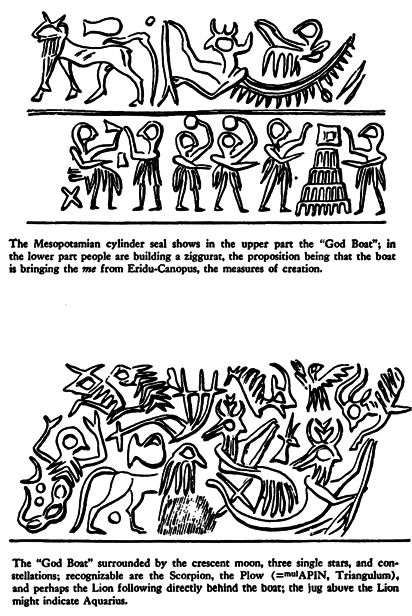 The Mesopotamian cylinder seal shows in the upper part the "God Boat"; in
the lower part people are building a ziggurat, the proposition being that the boat
is bringing the me from Eridu-Canopus, the measures of creation.
The "God Boat" surrounded by the crescent moon, three single stars, and con-
stellations; recognizable are the Scorpion, the Plow (=mulAPIN, Triangulum),
and perhaps the Lion following directly behind the boat; the jug above the Lion
might indicate Aquarius.